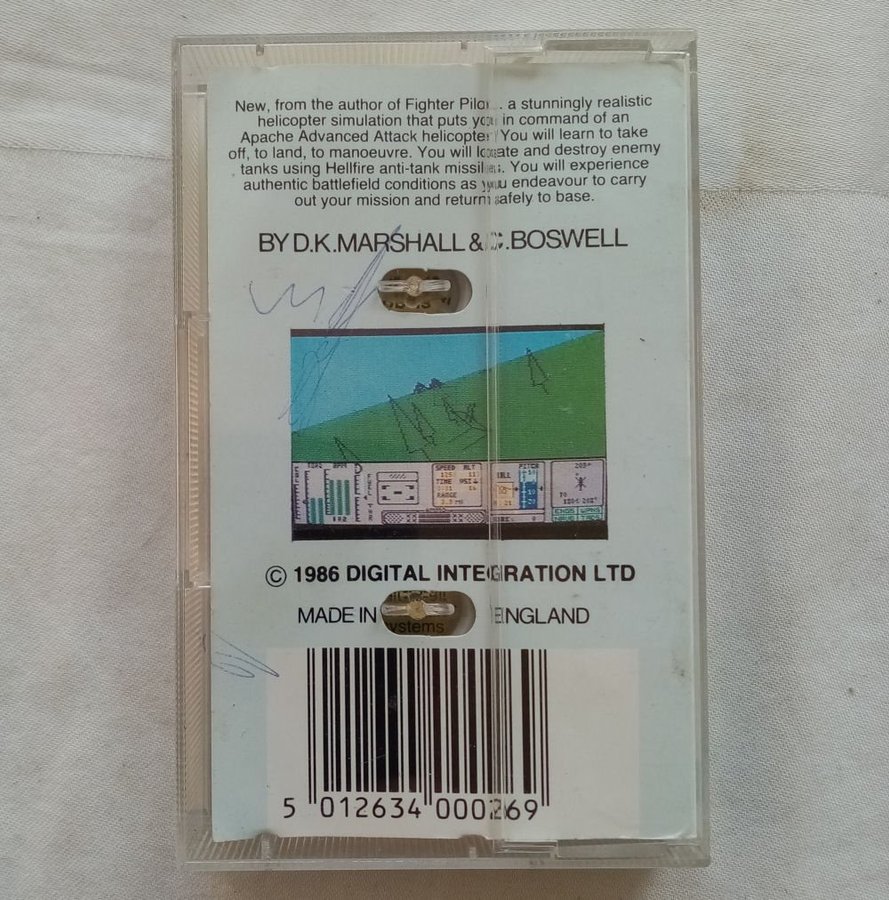 New, from the author of Fighter Pilot . . a stunningly realistic
helicopter simulation that puts you in command of an
Apache Advanced Attack helicopter. You will learn to take
off, to land, to manoeuvre. You will locate and destroy enemy
tanks using Hellfire anti-tank missiles. You will experience
authentic battlefield conditions as you endeavour to carry
out your mission and return safely to base.
BY D.K.MARSHALL & C.BOSWELL
SPEED ALT
TIME
RANGE
PITCH
TO
© 1986 DIGITAL INTEGRATION LTD
MADE IN ENGLAND
systems
5 012634 000269